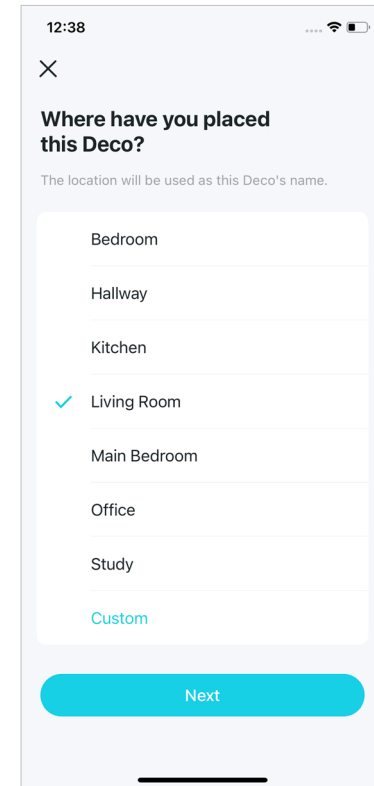 12:38
Where have you placed
this Deco?
The location will be used as this Deco's name.
Bedroom
Hallway
Kitchen
Living Room
Main Bedroom
Office
Study
Custom
Next